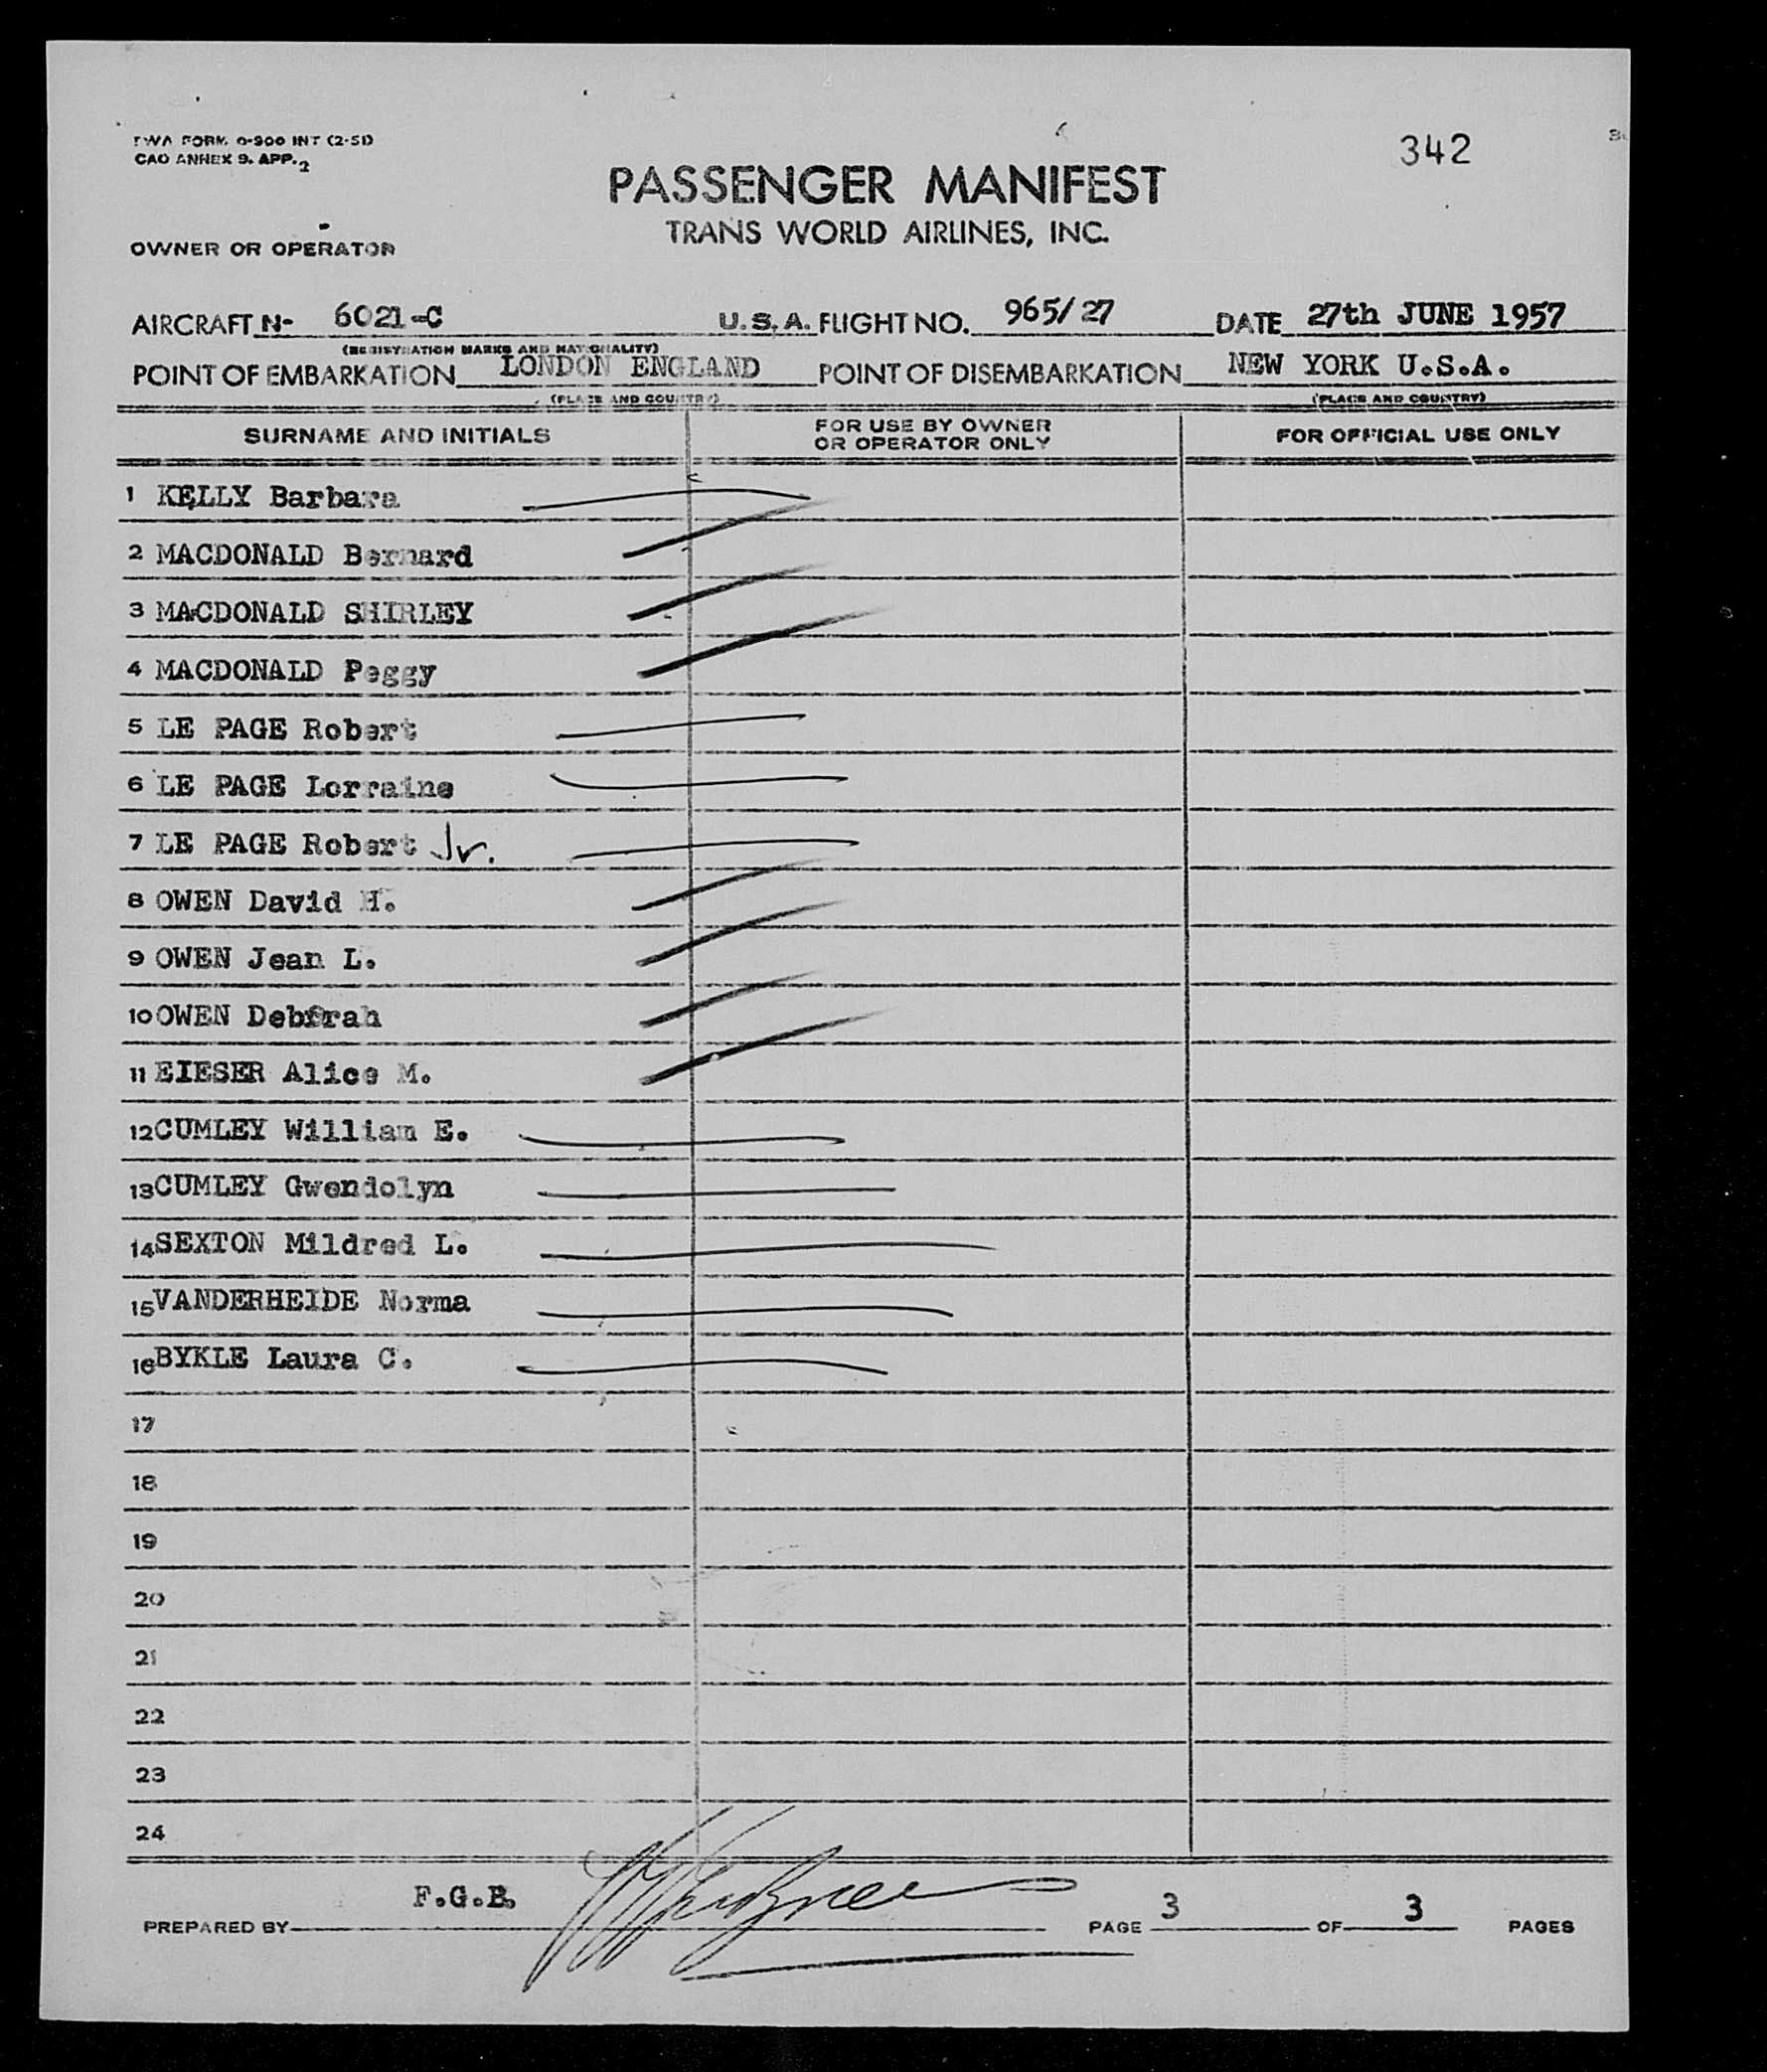 TWA FORM O-900 INT (2-51)
CAO ANNEX 9. APP. 2
342
PASSENGER MANIFEST
TRANS WORLD AIRLINES, INC.
OWNER OR OPERATOR
AIRCRAFT N- 6021-C U.S.A. FLIGHT NO. 965/27 DATE 27th JUNE 1957
(REGISTRATION MARKS AND NATIONALITY)
POINT OF EMBARKATION LONDON ENGLAND POINT OF DISEMBARKATION NEW YORK U.S.A.
(PLACE AND COUNTRY) (PLACE AND COUNTRY)
SURNAME AND INITIALS FOR USE BY OWNER OR OPERATOR ONLY FOR OFFICIAL USE ONLY
1 KELLY Barbara
2 MACDONALD Bernard
3 MACDONALD SHIRLEY
4 MACDONALD Peggy
5 LE PAGE Robert
6 LE PAGE Lorraine
7 LE PAGE Robert Jr.
8 OWEN David H.
9 OWEN Jean L.
10 OWEN Deborah
11 EIESER Alice M.
12 CUMLEY William E.
13 CUMLEY Gwendolyn
14 SEXTON Mildred L.
15 VANDERHEIDE Norma
16 BYKLE Laura C.
17
18
19
20
21
22
23
24
F.G.B.
PREPARED BY PAGE 3 OF 3 PAGES